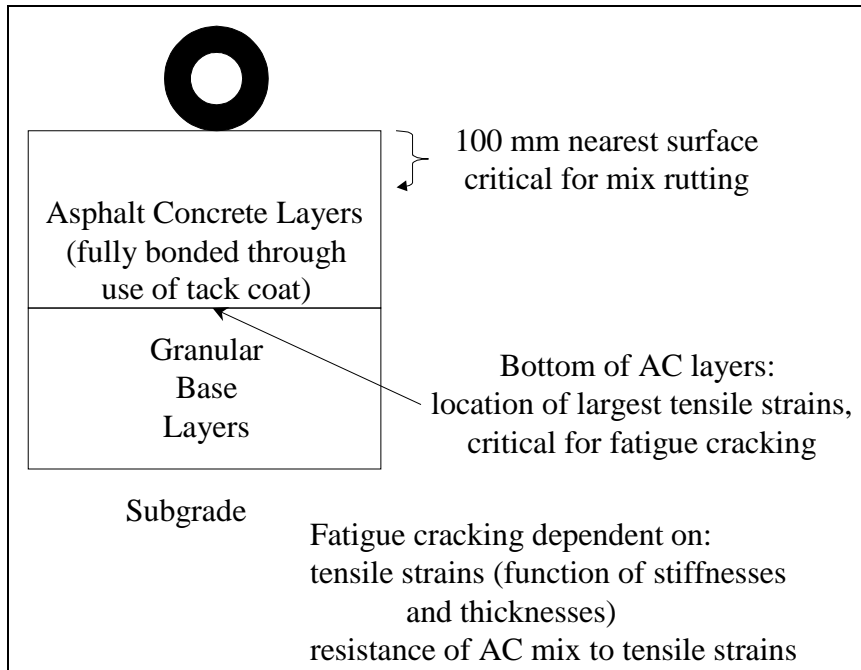 100 mm nearest surface
critical for mix rutting
Asphalt Concrete Layers
(fully bonded through
use of tack coat)
Granular
Base
Layers
Bottom of AC layers:
location of largest tensile strains,
critical for fatigue cracking
Subgrade
Fatigue cracking dependent on:
tensile strains (function of stiffnesses
and thicknesses)
resistance of AC mix to tensile strains